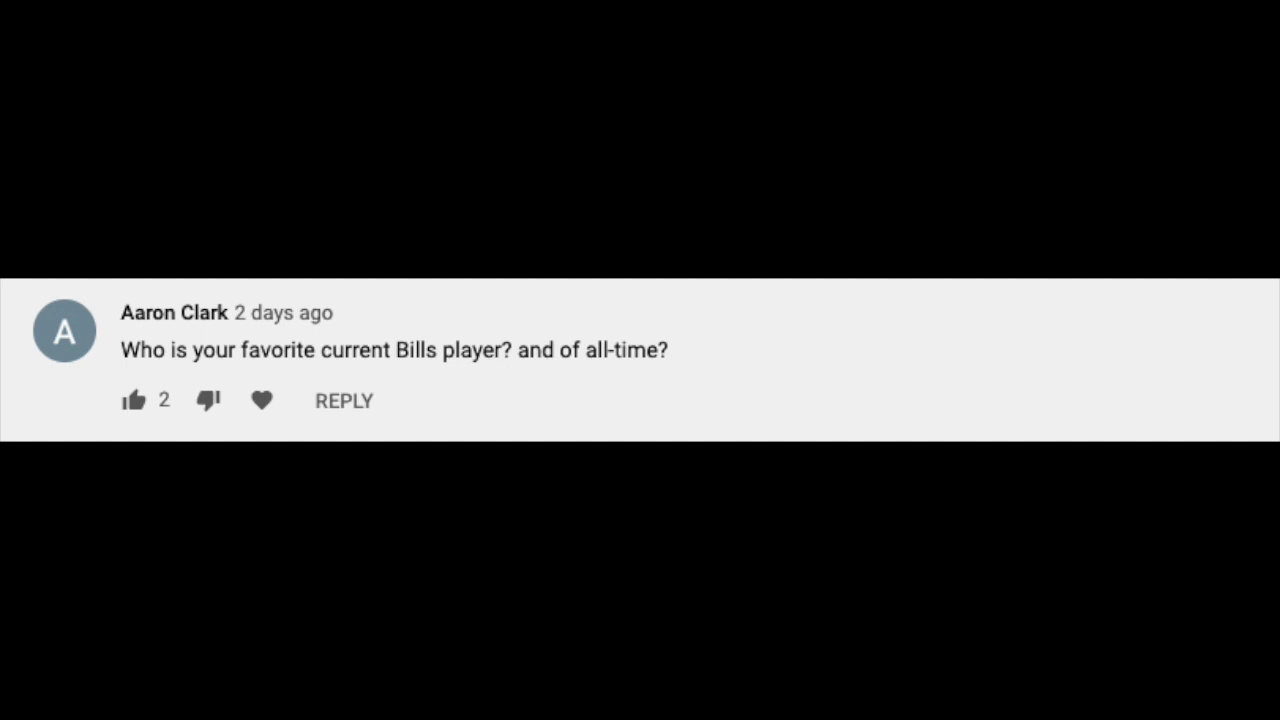 A
Aaron Clark 2 days ago
Who is your favorite current Bills player? and of all-time?
2 REPLY